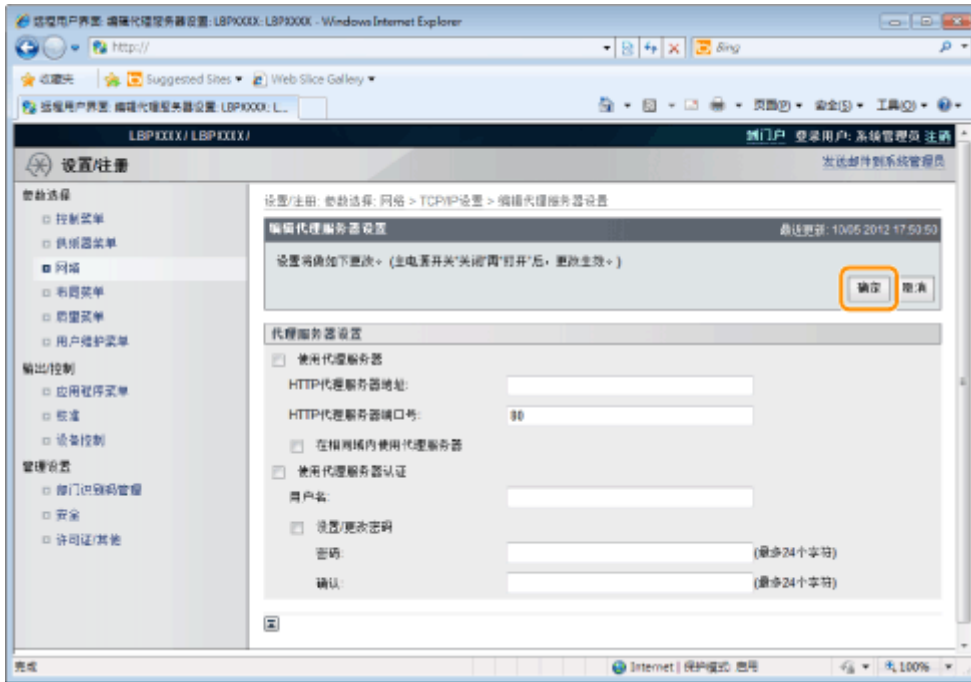 远程用户界面: 编辑代理服务器设置: LBPXXXX: LBPXXXX - Windows Internet Explorer
http://
Bing
收藏夹 Suggested Sites Web Slice Gallery
远程用户界面: 编辑代理服务器设置: LBPXXXX: L...
页面(P) 安全(S) 工具(O)
LBPXXXX/ LBPXXXX/
到门户 登录用户: 系统管理员 注销
设置/注册
发送邮件到系统管理员
参数选择
控制菜单
供纸器菜单
网络
布局菜单
质量菜单
用户维护菜单
输出/控制
应用程序菜单
校准
设备控制
管理设置
部门识别码管理
安全
许可证/其他
设置/注册: 参数选择: 网络 > TCP/IP设置 > 编辑代理服务器设置
编辑代理服务器设置
最近更新: 10/05 2012 17:50:50
设置将做如下更改。(主电源开关"关闭"再"打开"后，更改生效。)
确定 取消
代理服务器设置
使用代理服务器
HTTP代理服务器地址:
HTTP代理服务器端口号: 80
在相同域内使用代理服务器
使用代理服务器认证
用户名:
设置/更改密码
密码: (最多24个字符)
确认: (最多24个字符)
完成
Internet | 保护模式: 启用
100%